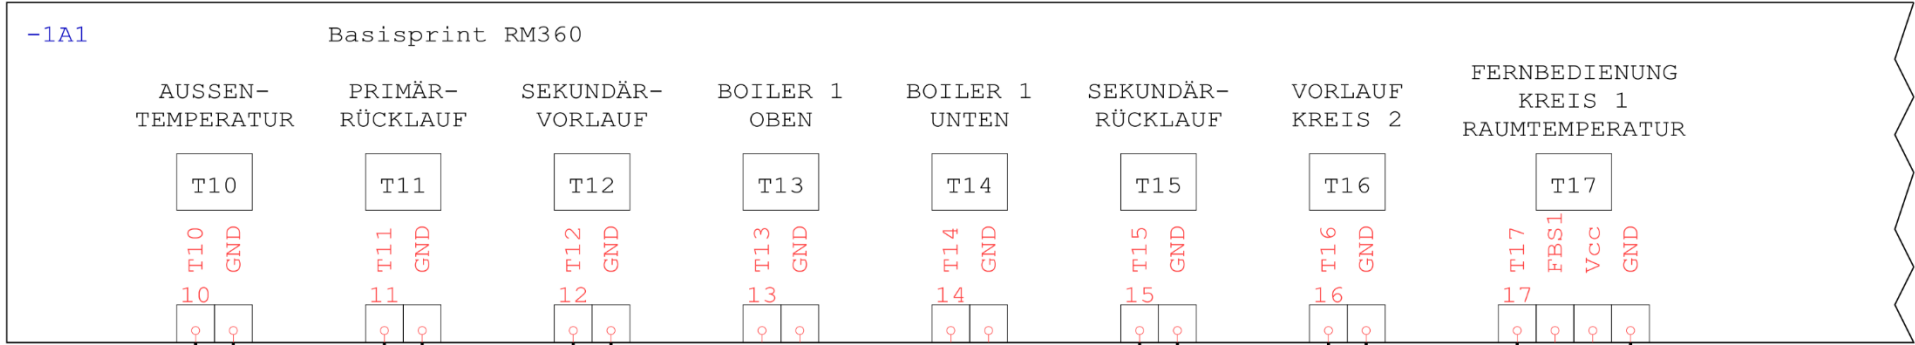 -1A1 Basisprint RM360
AUSSEN- PRIMÄR- SEKUNDÄR- BOILER 1 BOILER 1 SEKUNDÄR- VORLAUF FERNBEDIENUNG
TEMPERATUR RÜCKLAUF VORLAUF OBEN UNTEN RÜCKLAUF KREIS 2 KREIS 1
RAUMTEMPERATUR
T10 T11 T12 T13 T14 T15 T16 T17
T10 GND T11 GND T12 GND T13 GND T14 GND T15 GND T16 GND T17 FBS1 Vcc GND
10 11 12 13 14 15 16 17